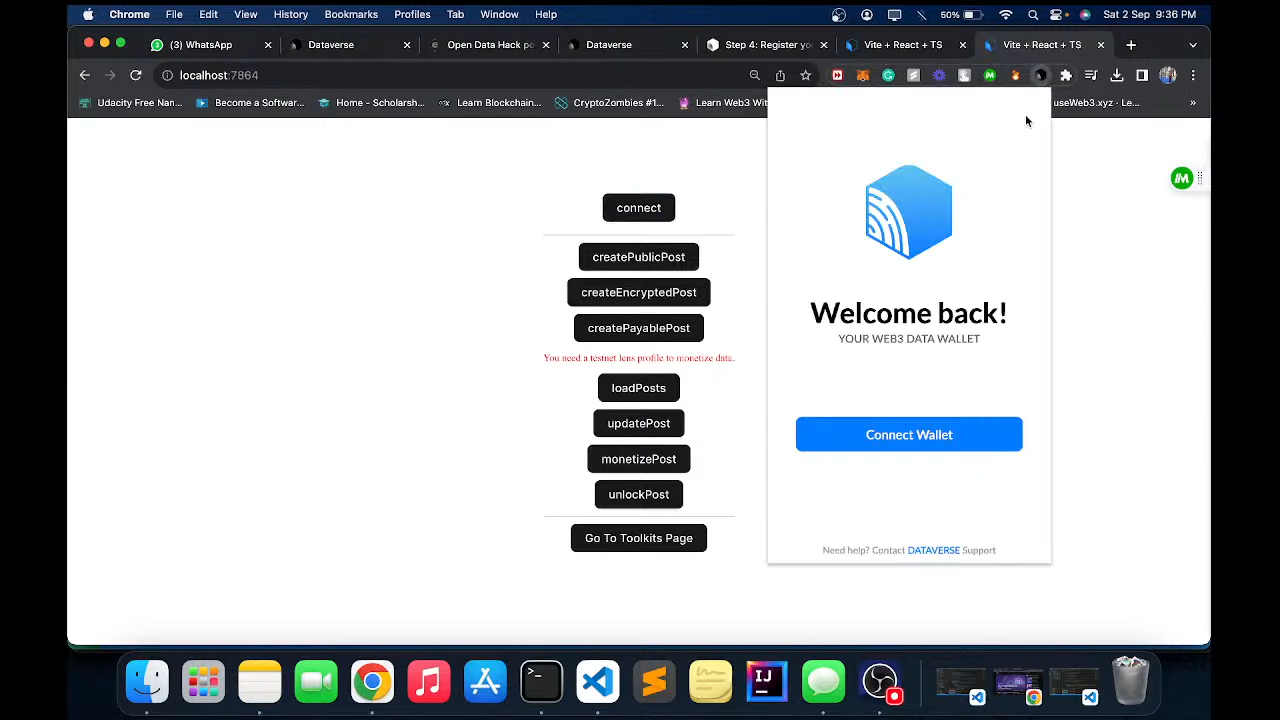 Chrome File Edit View History Bookmarks Profiles Tab Window Help 50% Sat 2 Sep 9:36 PM
(3) WhatsApp Dataverse Open Data Hack po Dataverse Step 4: Register yo Vite + React + TS Vite + React + TS
localhost:7864
Udacity Free Nan... Become a Softwar... Home - Scholarsh... Learn Blockchain... CryptoZombies #1... Learn Web3 Wit useWeb3.xyz - Le... »
connect
createPublicPost
createEncryptedPost
createPayablePost
You need a testnet lens profile to monetize data.
loadPosts
updatePost
monetizePost
unlockPost
Go To Toolkits Page
Welcome back!
YOUR WEB3 DATA WALLET
Connect Wallet
Need help? Contact DATAVERSE Support